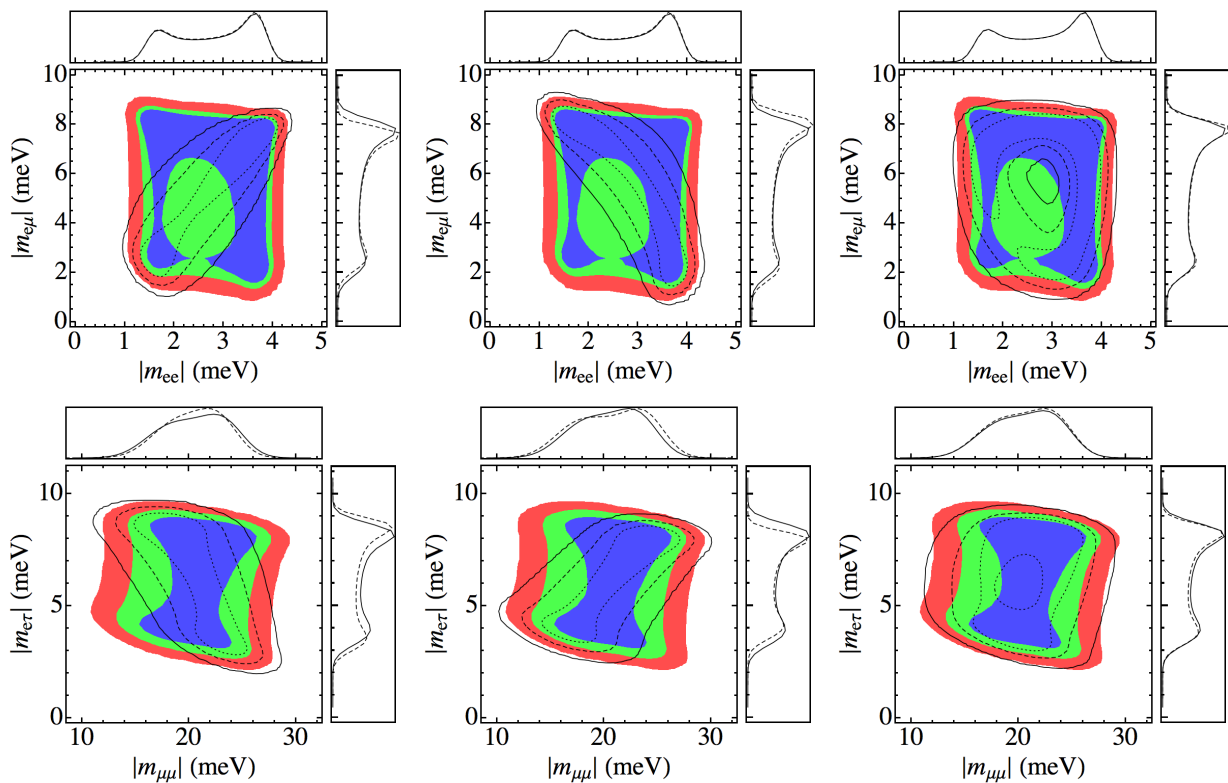 10
8
6
4
2
0
|m_eμ| (meV)
0 1 2 3 4 5
|m_ee| (meV)
10
8
6
4
2
0
|m_eμ| (meV)
0 1 2 3 4 5
|m_ee| (meV)
10
8
6
4
2
0
|m_eμ| (meV)
0 1 2 3 4 5
|m_ee| (meV)
10
5
0
|m_eτ| (meV)
10 20 30
|m_μμ| (meV)
10
5
0
|m_eτ| (meV)
10 20 30
|m_μμ| (meV)
10
5
0
|m_eτ| (meV)
10 20 30
|m_μμ| (meV)